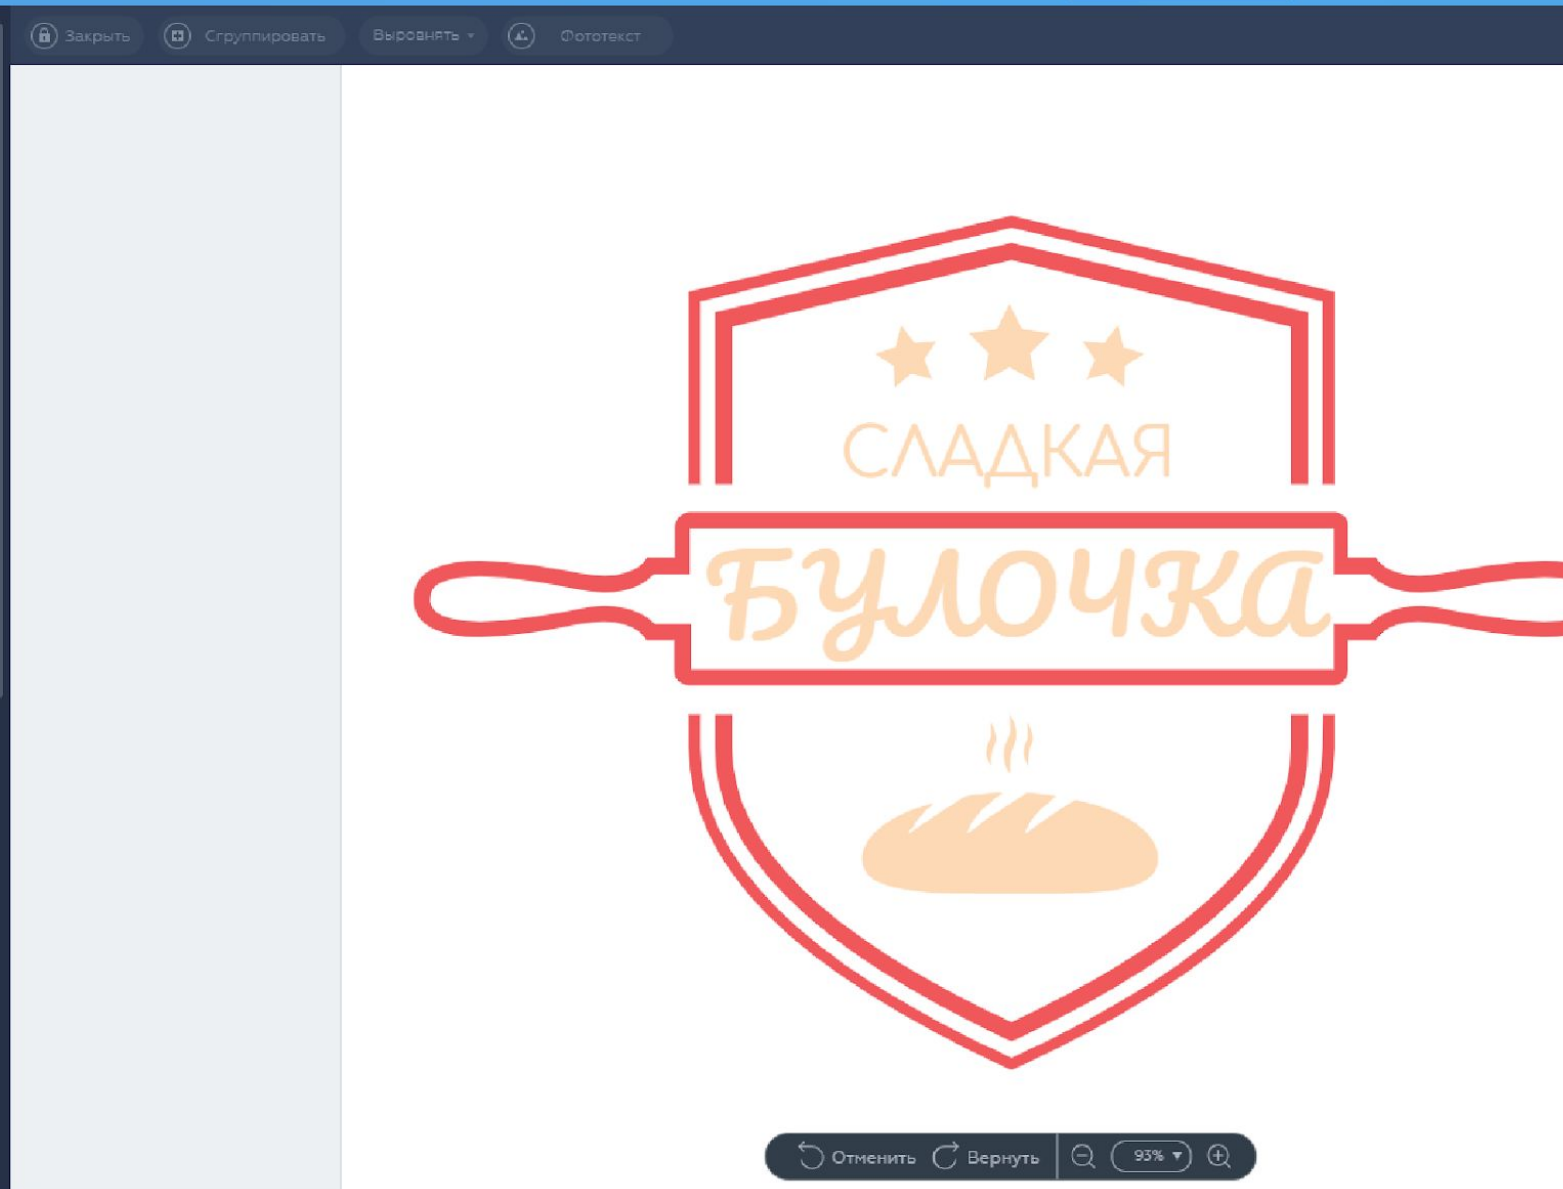 Закрыть Сгруппировать Выровнять Фототекст
СЛАДКАЯ
БУЛОЧКА
Отменить Вернуть 93%